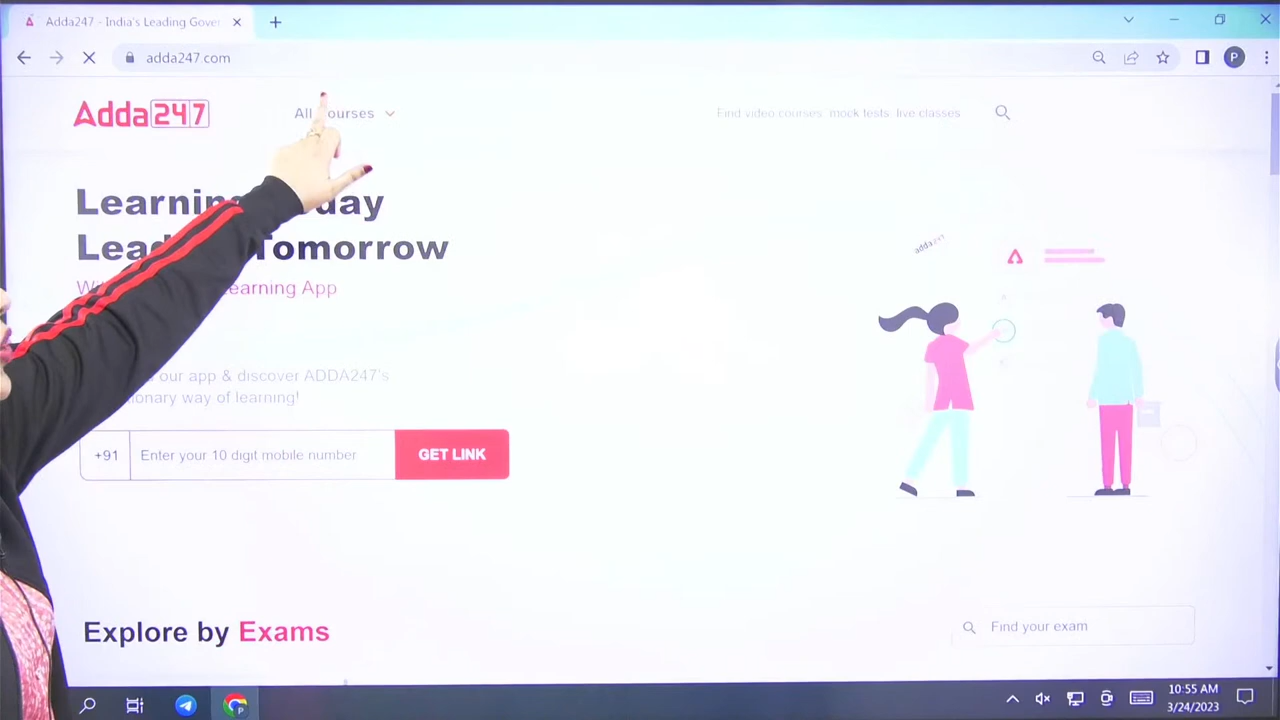 Adda247 - India's Leading Gover
adda247.com
P
Adda247
All ourses
Find video courses, mock tests, live classes
Learnin day
Lea Tomorrow
W earning App
adda247
our app & discover ADDA247's
ionary way of learning!
+91 Enter your 10 digit mobile number GET LINK
Explore by Exams
Find your exam
P
10:55 AM
3/24/2023